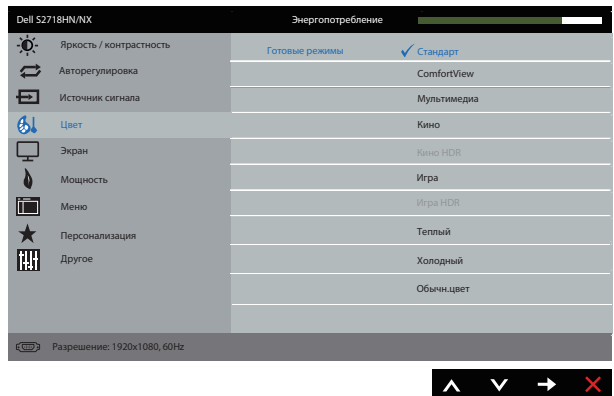 Dell S2718HN/NX Энергопотребление
Яркость / контрастность
Авторегулировка
Источник сигнала
Цвет
Экран
Мощность
Меню
Персонализация
Другое
Готовые режимы Стандарт
ComfortView
Мультимедиа
Кино
Кино HDR
Игра
Игра HDR
Теплый
Холодный
Обычн.цвет
Разрешение: 1920x1080, 60Hz